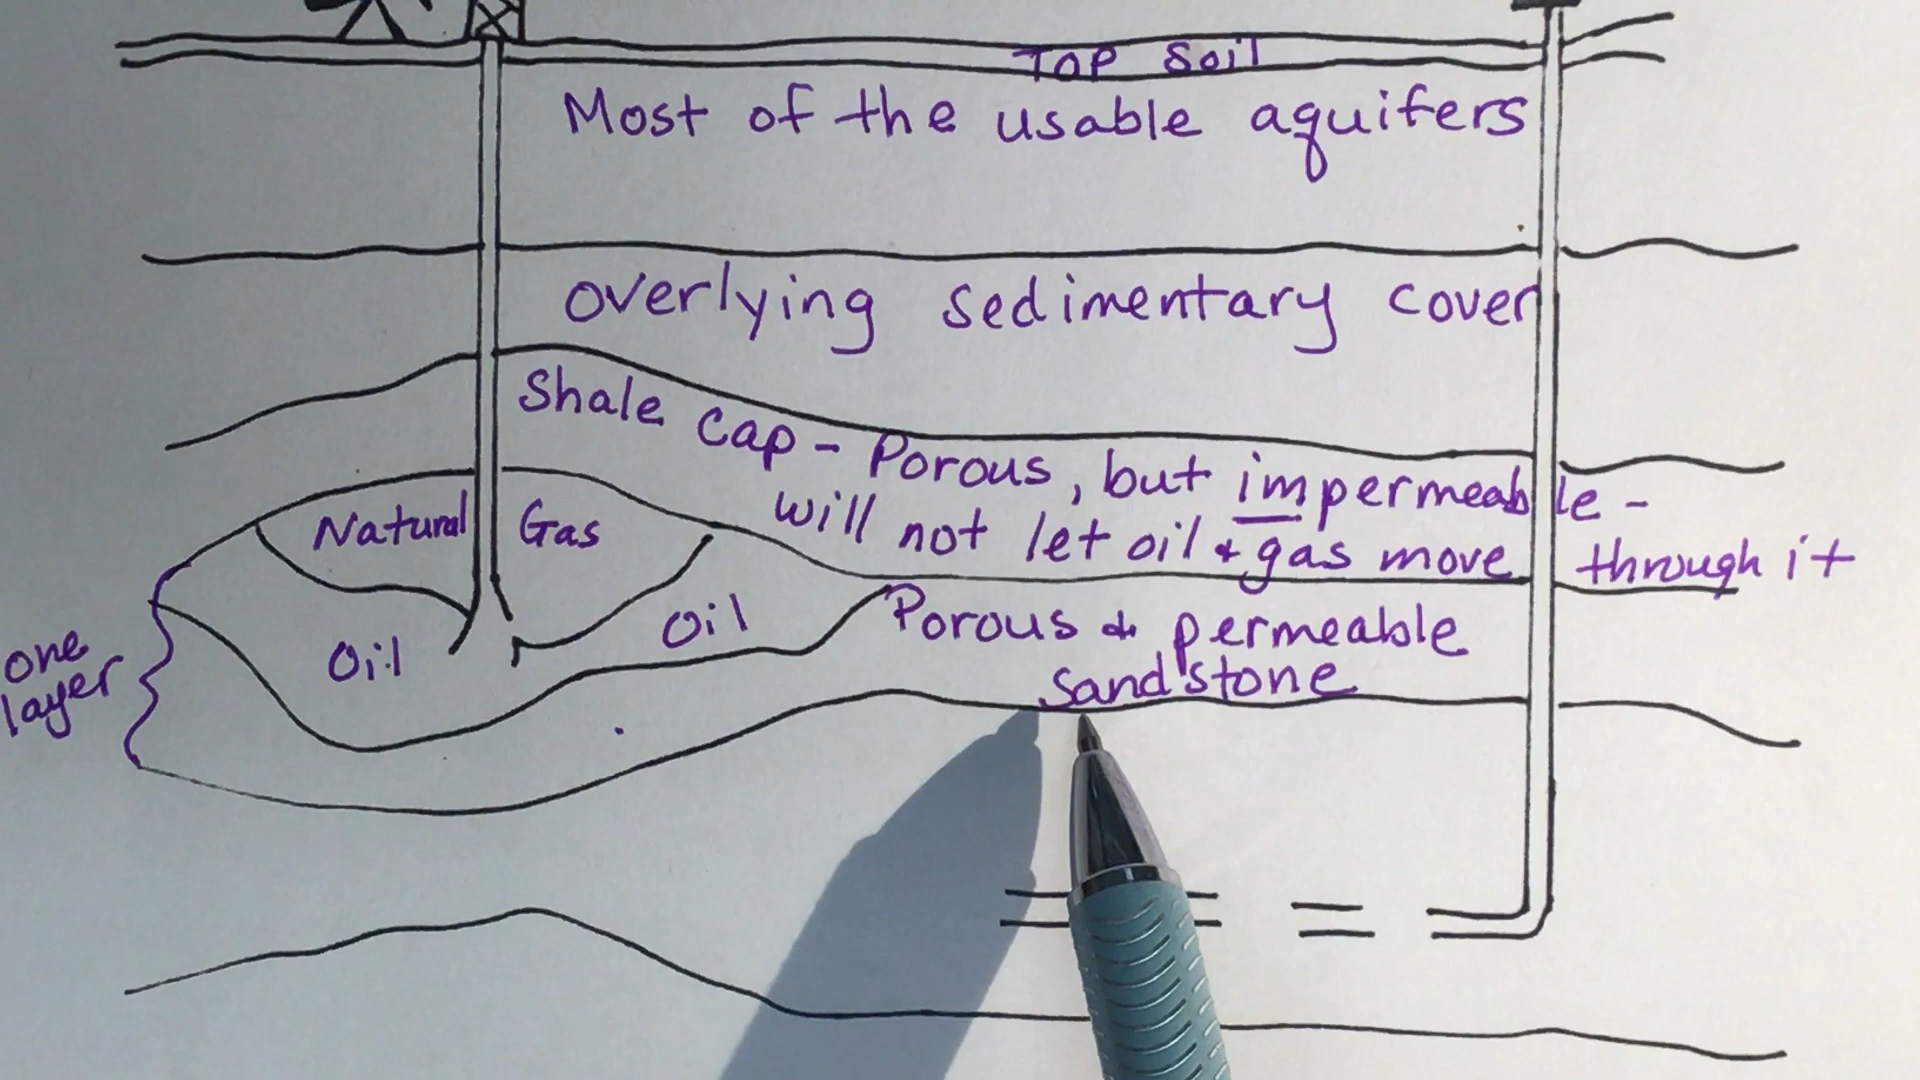 TOP Soil
Most of the usable aquifers
overlying sedimentary cover
Shale Cap - Porous, but impermeable -
will not let oil + gas move through it
Natural Gas
Oil
Oil
one
layer
Porous + permeable
sandstone